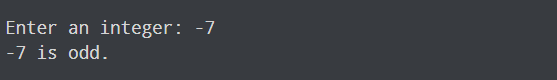 Enter an integer: -7
-7 is odd.